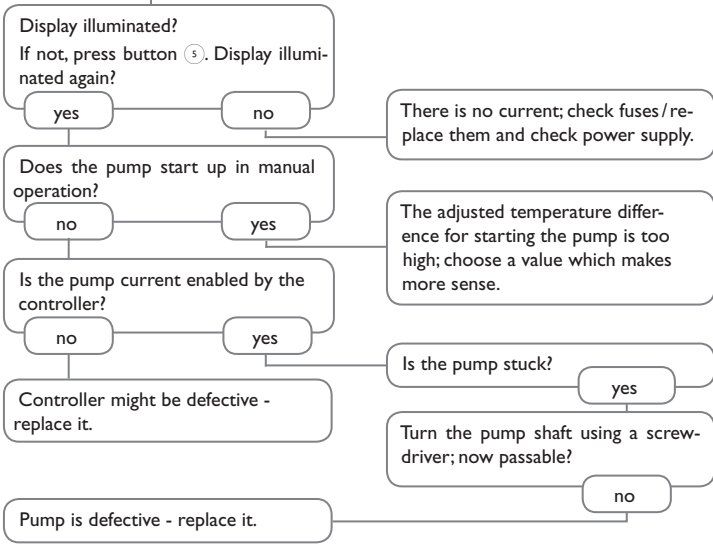 Display illuminated?
If not, press button 5. Display illumi-
nated again?
yes
no
There is no current; check fuses/re-
place them and check power supply.
Does the pump start up in manual
operation?
no
yes
The adjusted temperature differ-
ence for starting the pump is too
high; choose a value which makes
more sense.
Is the pump current enabled by the
controller?
no
yes
Is the pump stuck?
yes
Controller might be defective -
replace it.
Turn the pump shaft using a screw-
driver; now passable?
no
Pump is defective - replace it.